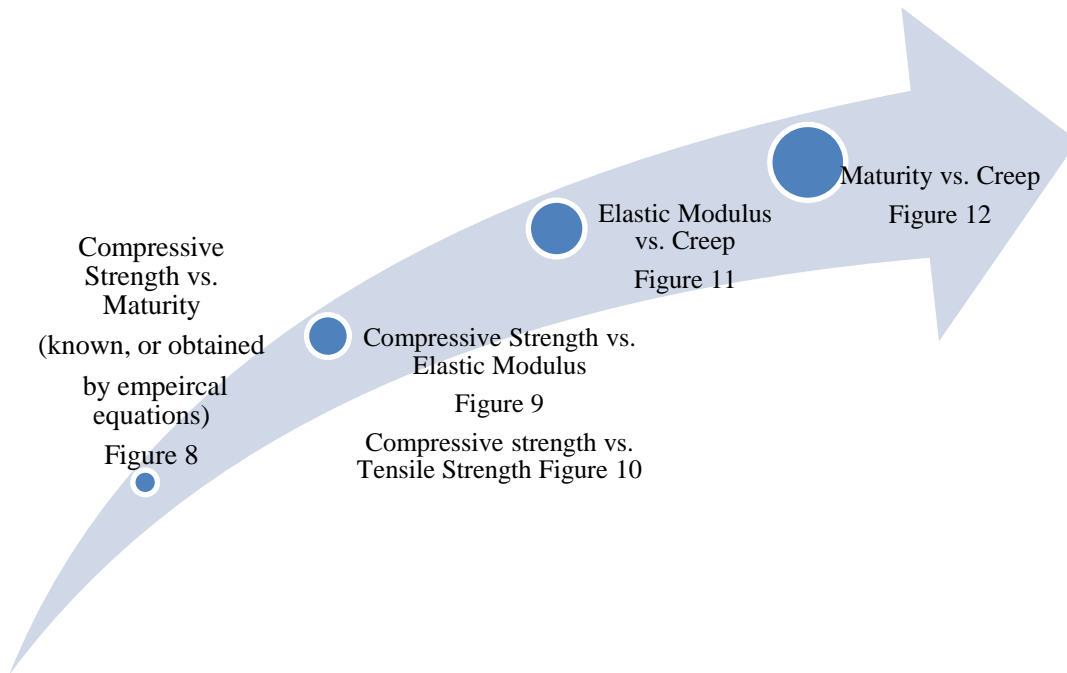 Compressive
Strength vs.
Maturity
(known, or obtained
by empeircal
equations)
Figure 8
Compressive Strength vs.
Elastic Modulus
Figure 9
Compressive strength vs.
Tensile Strength Figure 10
Elastic Modulus
vs. Creep
Figure 11
Maturity vs. Creep
Figure 12